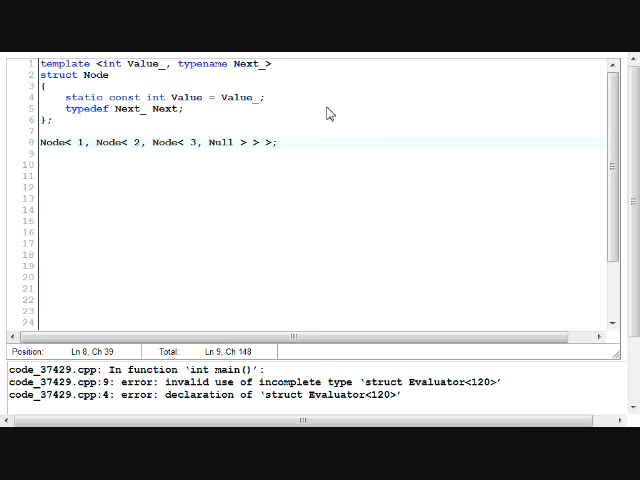 1 template <int Value_, typename Next_>
2 struct Node
3 {
4 static const int Value = Value_;
5 typedef Next_ Next;
6 };
7
8 Node< 1, Node< 2, Node< 3, Null > > >;
9
10
11
12
13
14
15
16
17
18
19
20
21
22
23
24
Position: Ln 8, Ch 39 Total: Ln 9, Ch 148
code_37429.cpp: In function 'int main()':
code_37429.cpp:9: error: invalid use of incomplete type 'struct Evaluator<120>'
code_37429.cpp:4: error: declaration of 'struct Evaluator<120>'